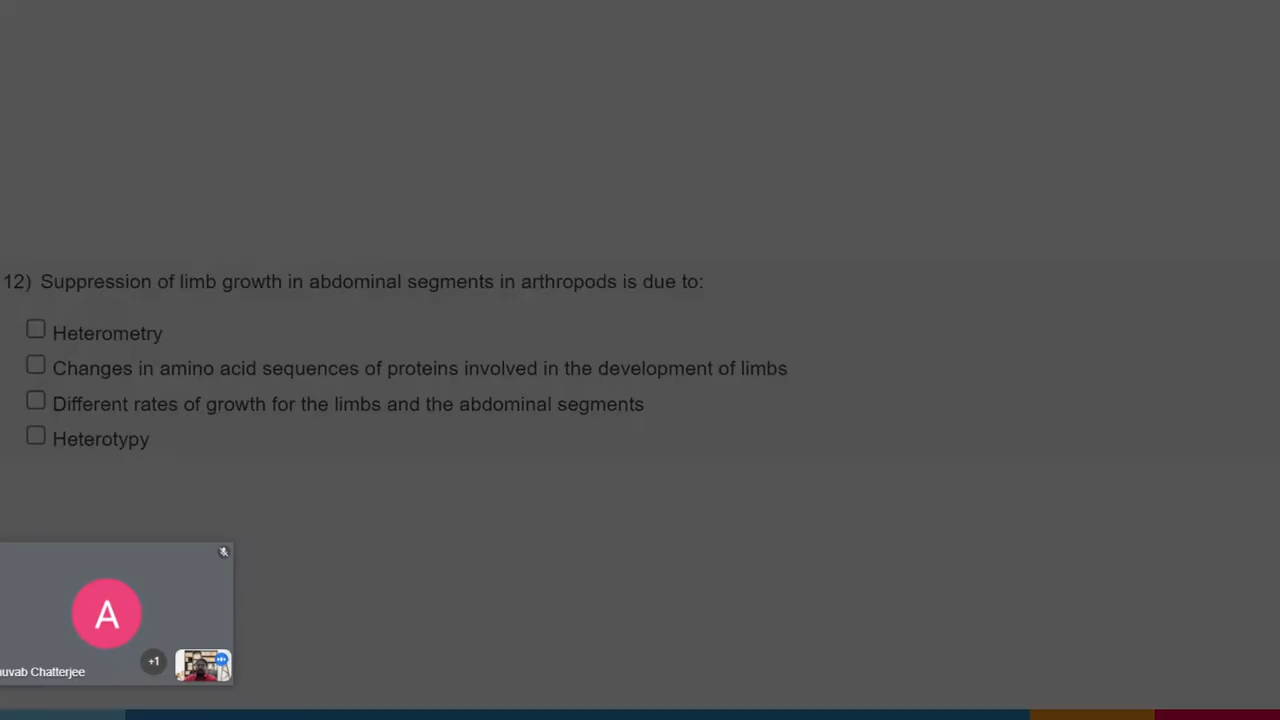 12) Suppression of limb growth in abdominal segments in arthropods is due to:
Heterometry
Changes in amino acid sequences of proteins involved in the development of limbs
Different rates of growth for the limbs and the abdominal segments
Heterotypy
A
+1
Chatterjee